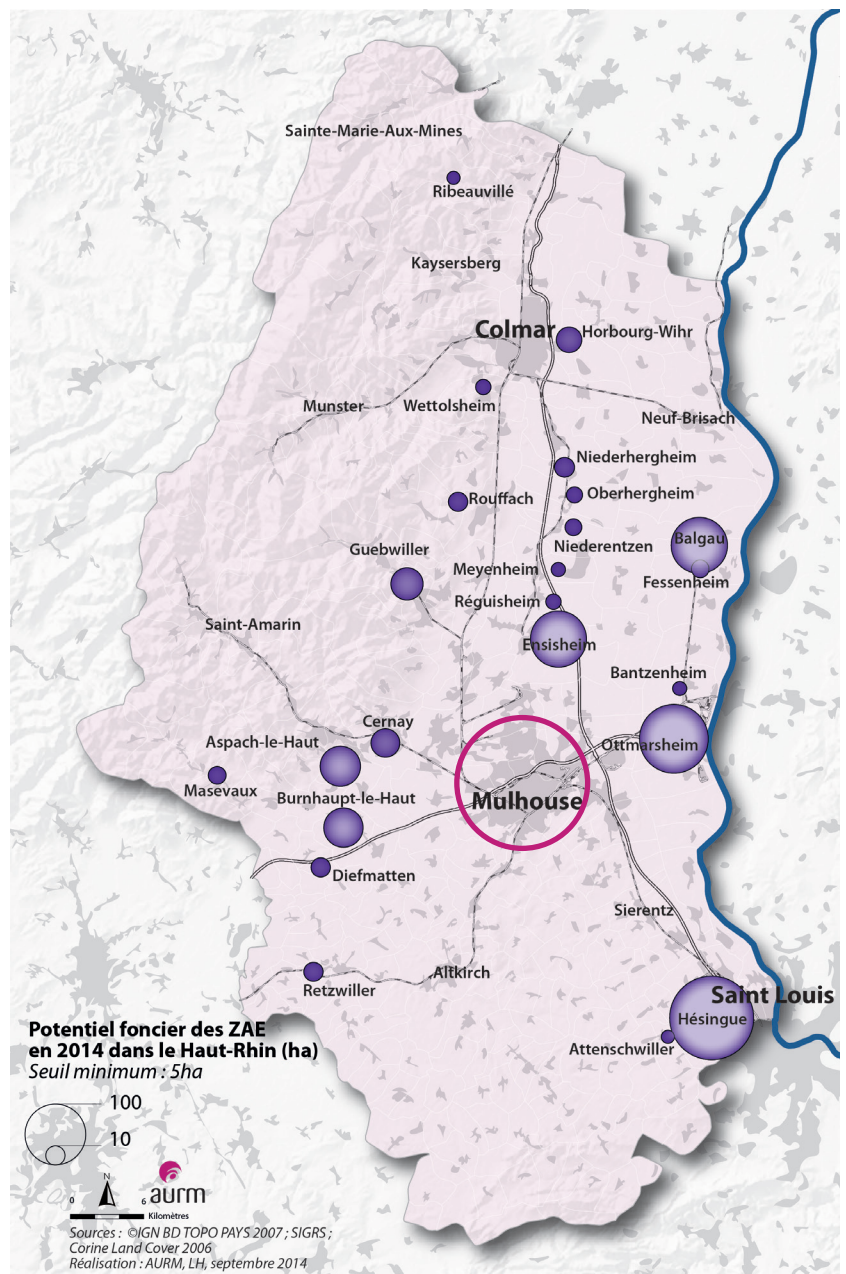 Sainte-Marie-Aux-Mines
Ribeauvillé
Kaysersberg
Colmar
Horbourg-Wihr
Wettolsheim
Munster
Neuf-Brisach
Niederhergheim
Oberhergheim
Rouffach
Balgau
Niederentzen
Guebwiller
Meyenheim
Fessenheim
Réguisheim
Saint-Amarin
Ensisheim
Bantzenheim
Cernay
Aspach-le-Haut
Ottmarsheim
Masevaux
Burnhaupt-le-Haut
Mulhouse
Diefmatten
Sierentz
Altkirch
Retzwiller
Saint Louis
Hésingue
Attenschwiller
Potentiel foncier des ZAE
en 2014 dans le Haut-Rhin (ha)
Seuil minimum : 5ha
100
10
N
0
6
Kilomètres
aurm
Sources : ©IGN BD TOPO PAYS 2007 ; SIGRS ;
Corine Land Cover 2006
Réalisation : AURM, LH, septembre 2014